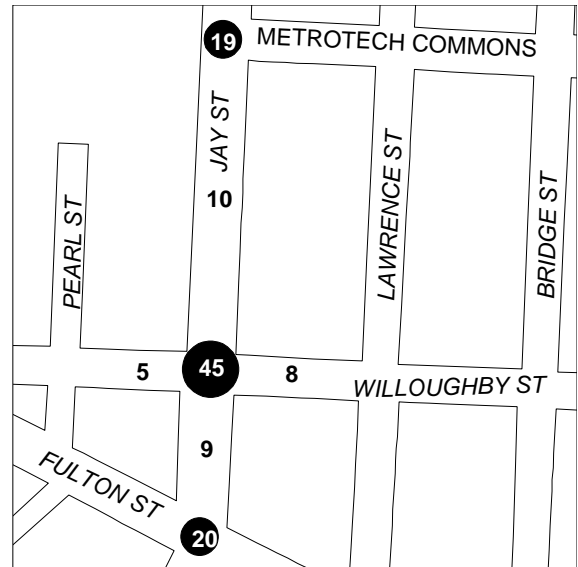 19
METROTECH COMMONS
JAY ST
10
PEARL ST
LAWRENCE ST
BRIDGE ST
5
45
8
WILLOUGHBY ST
9
FULTON ST
20